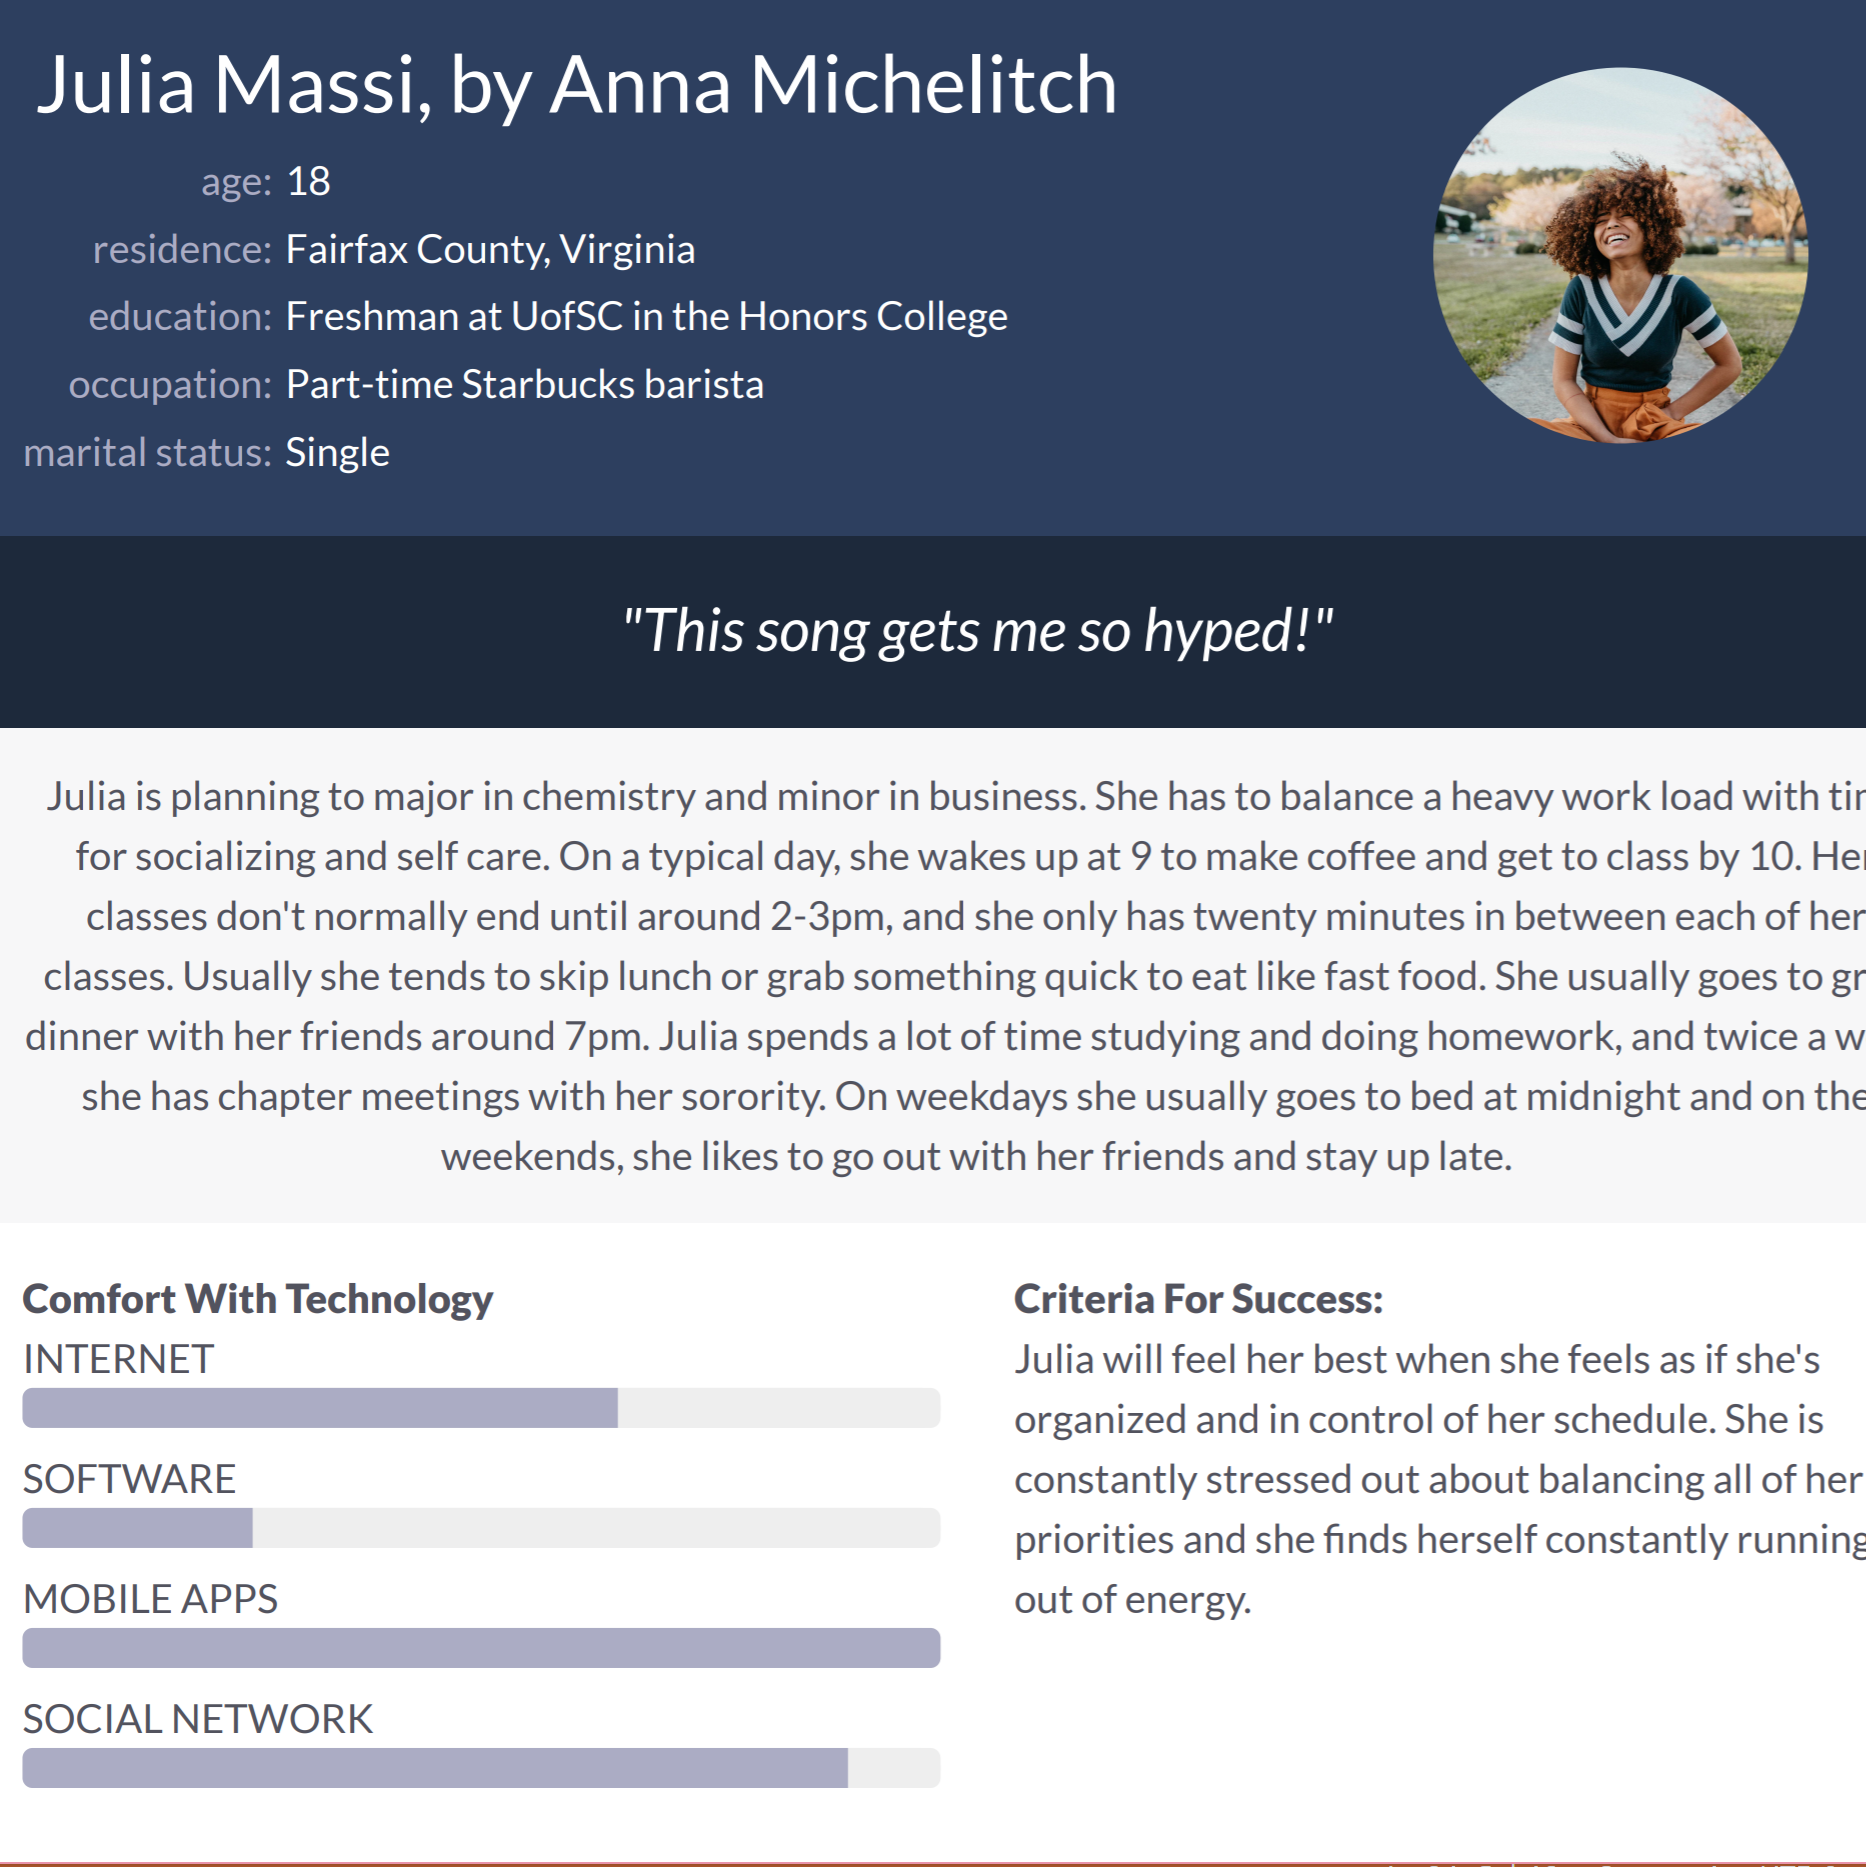 Julia Massi, by Anna Michelitch
age: 18
residence: Fairfax County, Virginia
education: Freshman at UofSC in the Honors College
occupation: Part-time Starbucks barista
marital status: Single
"This song gets me so hyped!"
Julia is planning to major in chemistry and minor in business. She has to balance a heavy work load with
for socializing and self care. On a typical day, she wakes up at 9 to make coffee and get to class by 10.
classes don't normally end until around 2-3pm, and she only has twenty minutes in between each of her
classes. Usually she tends to skip lunch or grab something quick to eat like fast food. She usually goes to
dinner with her friends around 7pm. Julia spends a lot of time studying and doing homework, and twice a
she has chapter meetings with her sorority. On weekdays she usually goes to bed at midnight and on the
weekends, she likes to go out with her friends and stay up late.
Comfort With Technology
INTERNET
SOFTWARE
MOBILE APPS
SOCIAL NETWORK
Criteria For Success:
Julia will feel her best when she feels as if she's
organized and in control of her schedule. She is
constantly stressed out about balancing all of her
priorities and she finds herself constantly running
out of energy.